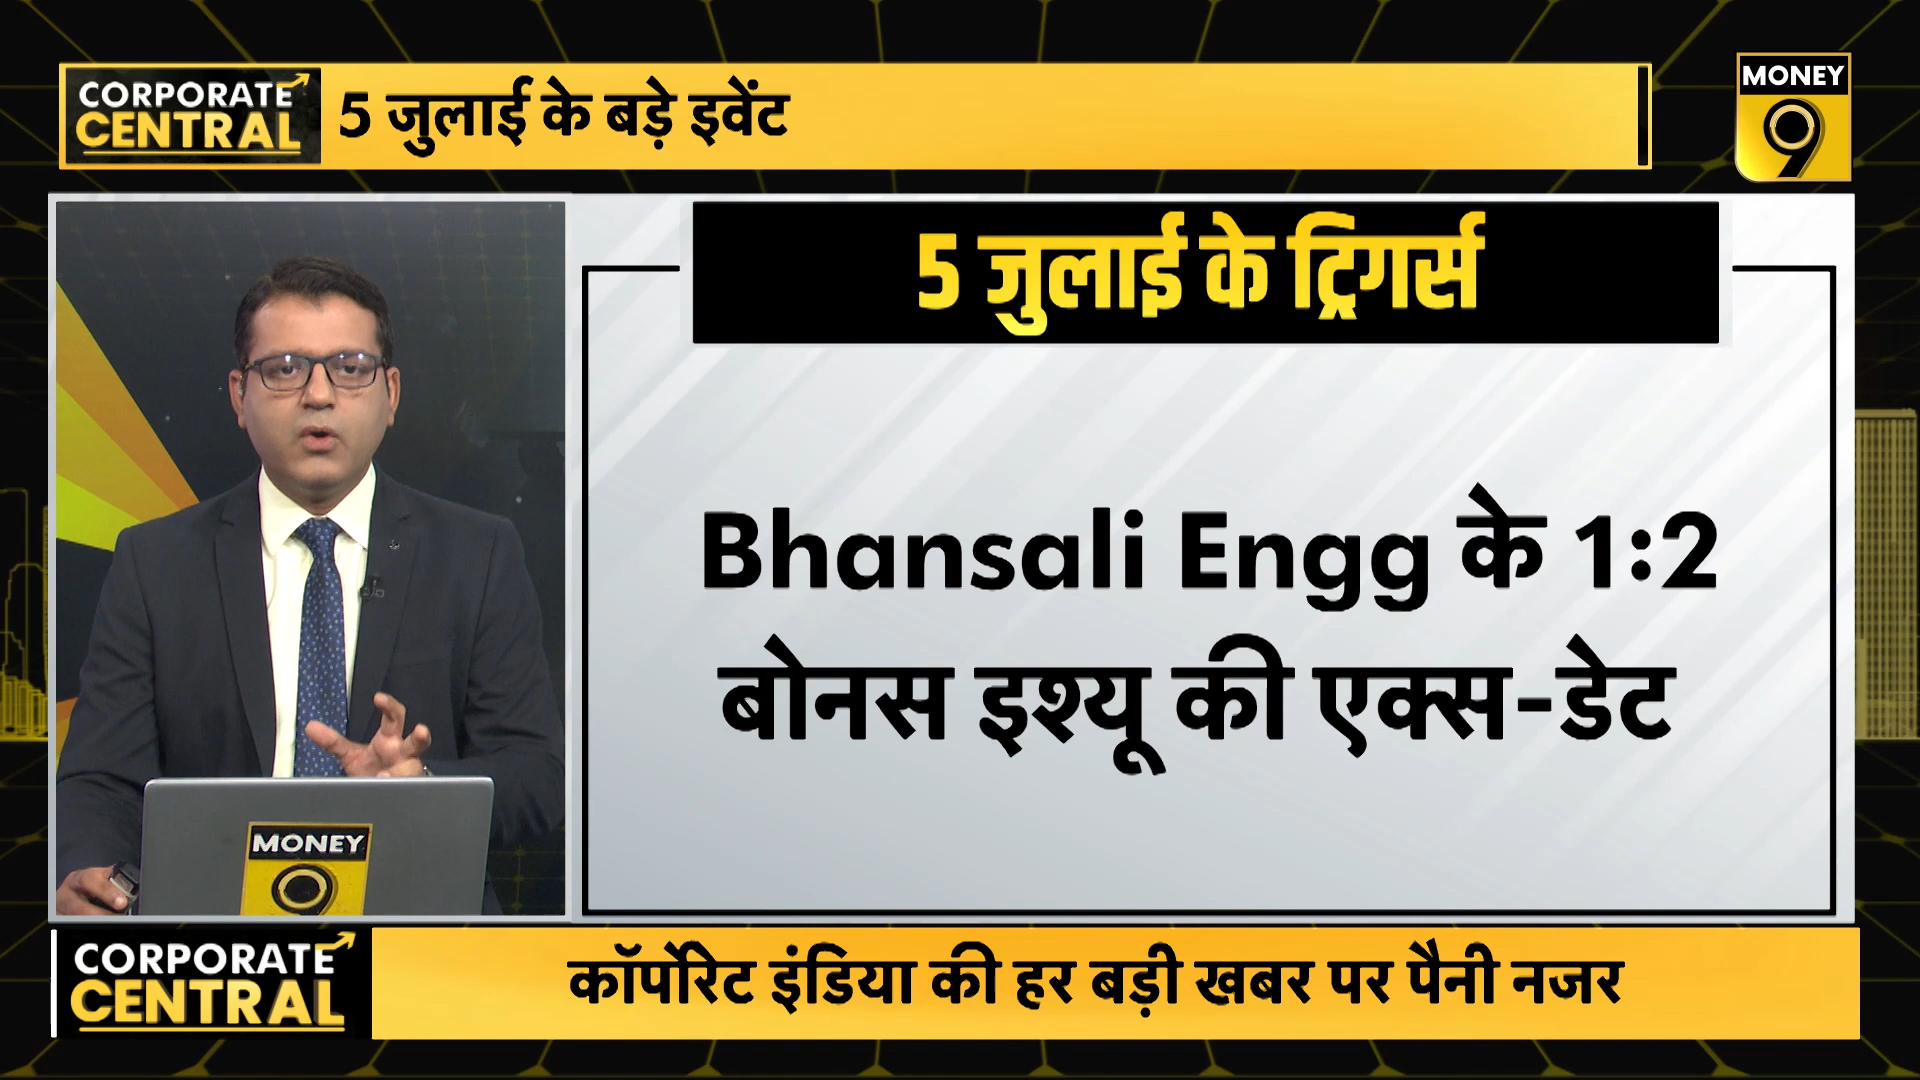 CORPORATE
CENTRAL
5 जुलाई के बड़े इवेंट
MONEY
9
5 जुलाई के ट्रिगर्स
Bhansali Engg के 1:2
बोनस इश्यू की एक्स-डेट
MONEY
9
CORPORATE
CENTRAL
कॉर्पोरेट इंडिया की हर बड़ी खबर पर पैनी नजर